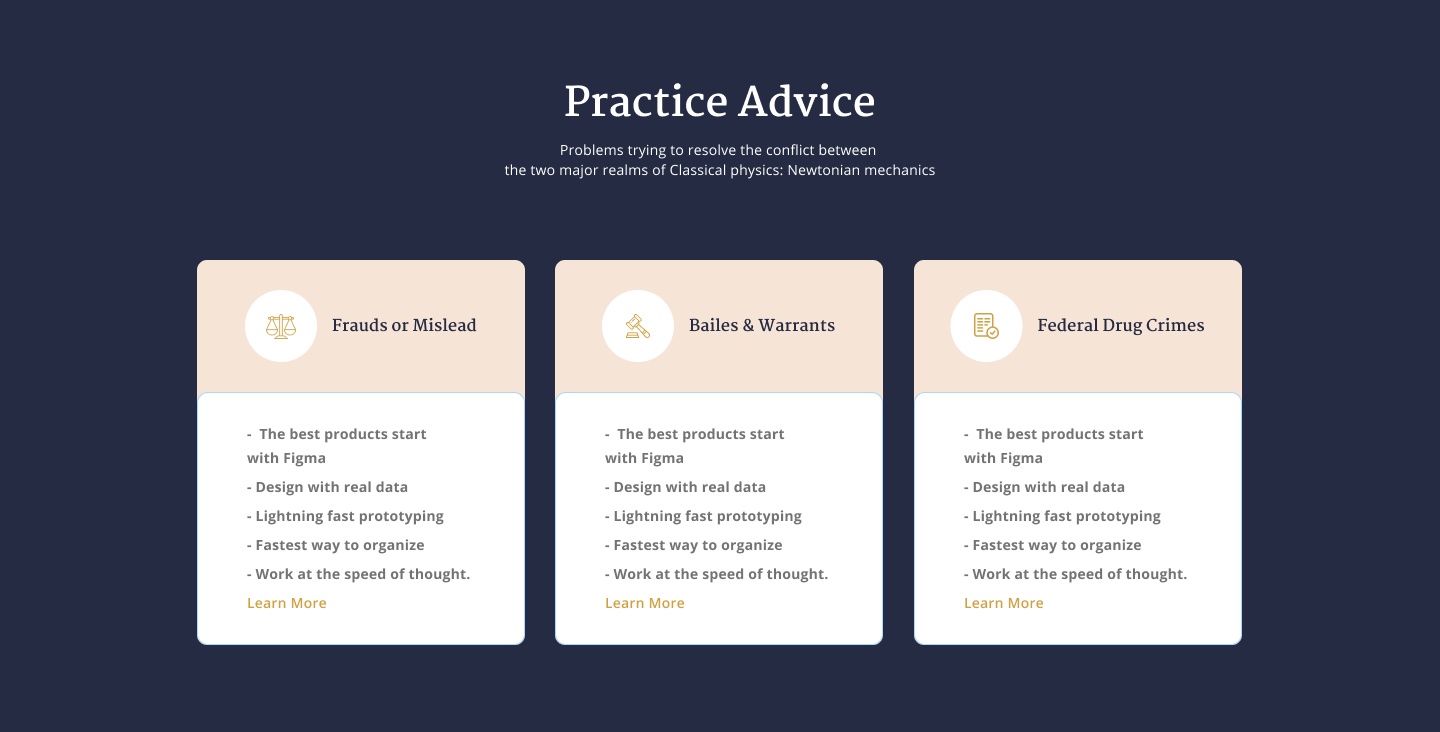 Practice Advice
Problems trying to resolve the conflict between
the two major realms of Classical physics: Newtonian mechanics
Frauds or Mislead
- The best products start
with Figma
- Design with real data
- Lightning fast prototyping
- Fastest way to organize
- Work at the speed of thought.
Learn More
Bailes & Warrants
- The best products start
with Figma
- Design with real data
- Lightning fast prototyping
- Fastest way to organize
- Work at the speed of thought.
Learn More
Federal Drug Crimes
- The best products start
with Figma
- Design with real data
- Lightning fast prototyping
- Fastest way to organize
- Work at the speed of thought.
Learn More